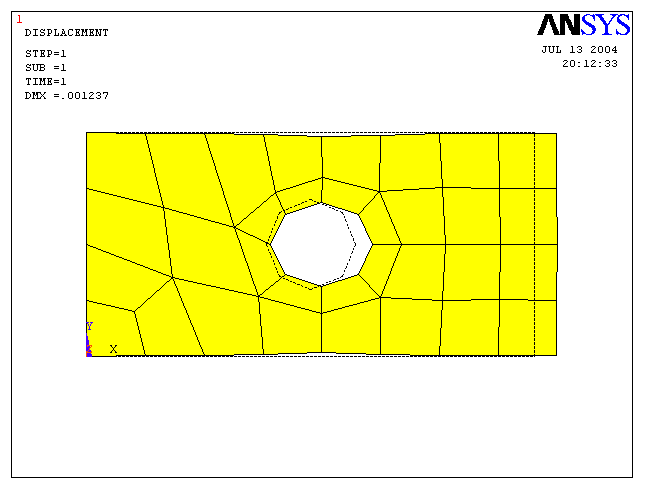 1
DISPLACEMENT
STEP=1
SUB =1
TIME=1
DMX =.001237
ANSYS
JUL 13 2004
20:12:33
Y
X